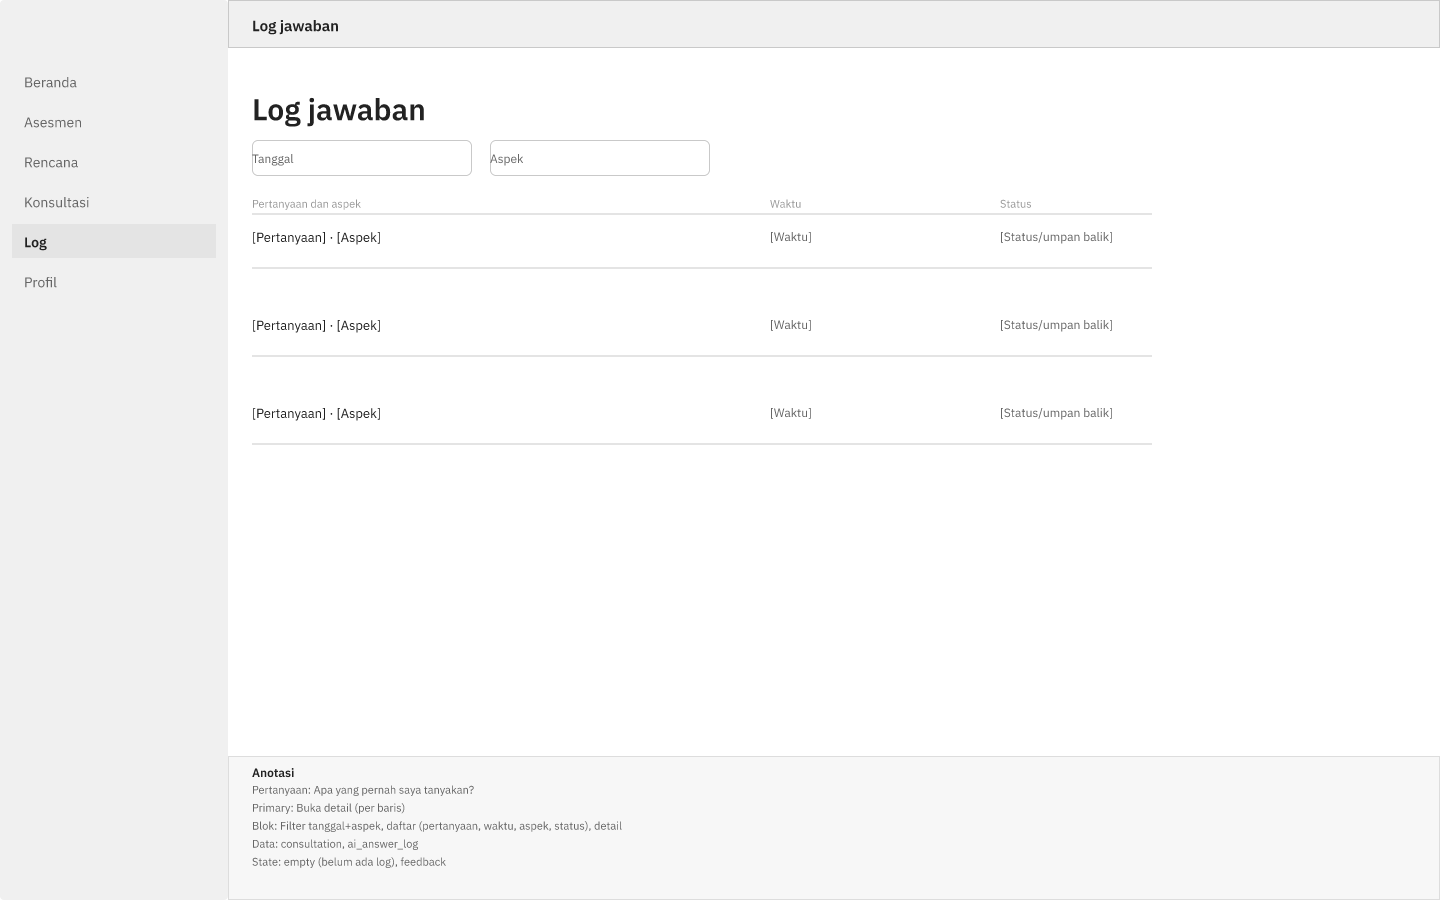 Log jawaban
Beranda
Asesmen
Rencana
Konsultasi
Log
Profil
Log jawaban
Tanggal
Aspek
Pertanyaan dan aspek Waktu Status
[Pertanyaan] · [Aspek] [Waktu] [Status/umpan balik]
[Pertanyaan] · [Aspek] [Waktu] [Status/umpan balik]
[Pertanyaan] · [Aspek] [Waktu] [Status/umpan balik]
Anotasi
Pertanyaan: Apa yang pernah saya tanyakan?
Primary: Buka detail (per baris)
Blok: Filter tanggal+aspek, daftar (pertanyaan, waktu, aspek, status), detail
Data: consultation, ai_answer_log
State: empty (belum ada log), feedback